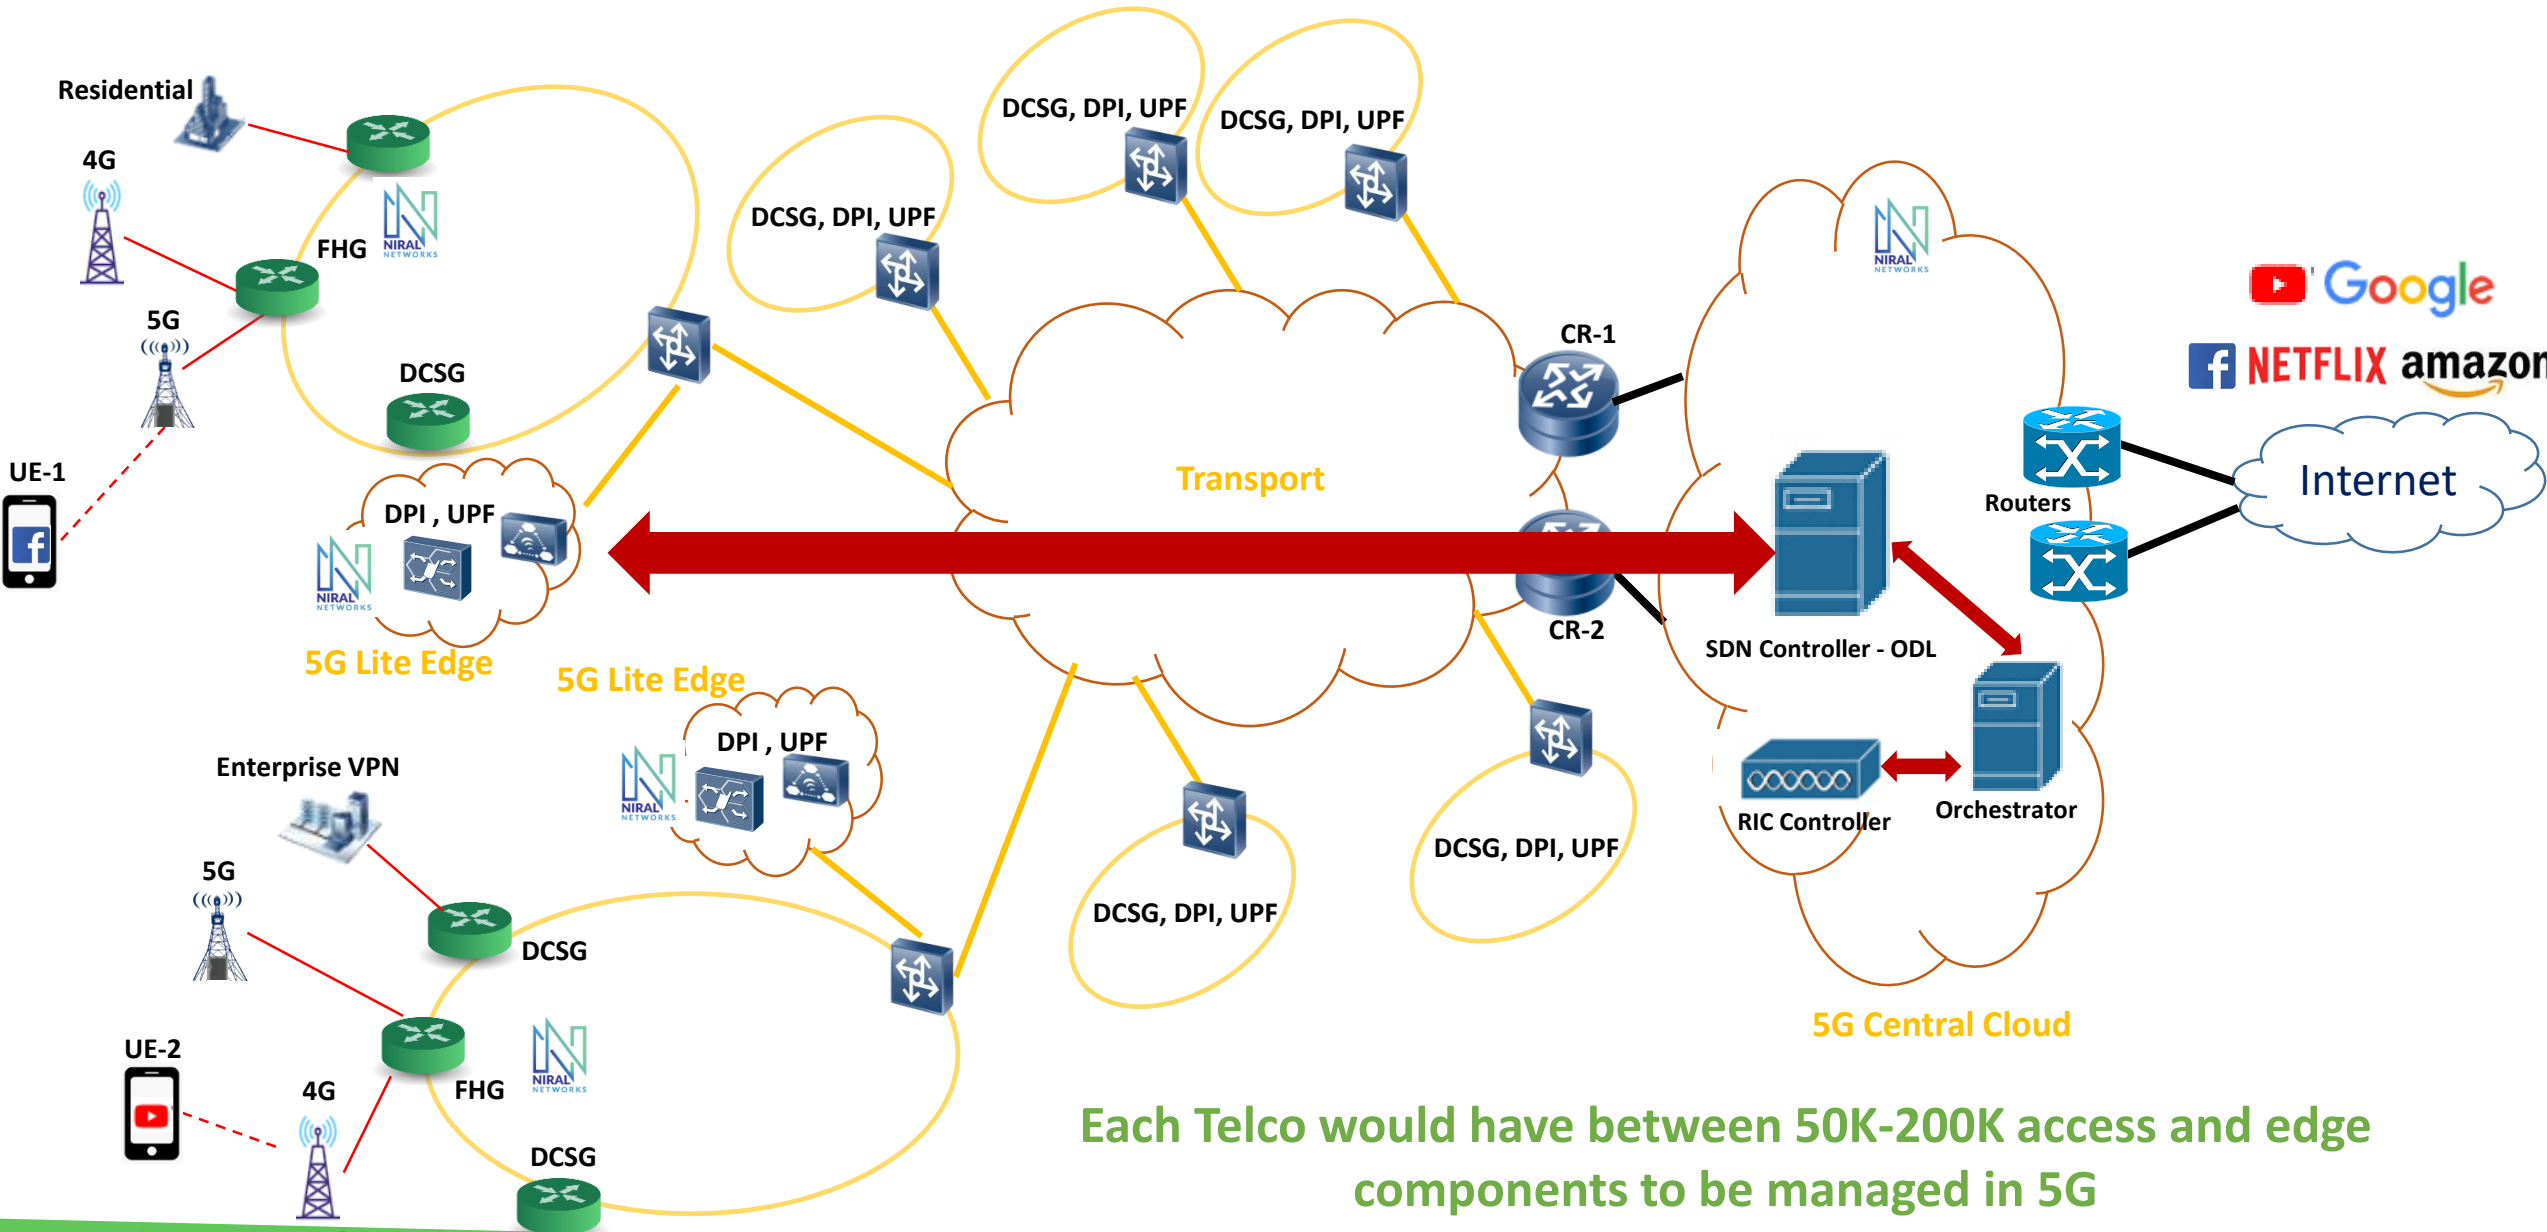 Residential
4G
FHG
NIRAL
NETWORKS
5G
DCSG
UE-1
DPI , UPF
NIRAL
NETWORKS
5G Lite Edge
DCSG, DPI, UPF
DCSG, DPI, UPF
DCSG, DPI, UPF
Transport
CR-1
CR-2
NIRAL
NETWORKS
SDN Controller - ODL
RIC Controller
Orchestrator
Routers
Google
NETFLIX amazon
Internet
5G Central Cloud
5G Lite Edge
DPI , UPF
NIRAL
NETWORKS
Enterprise VPN
5G
DCSG
UE-2
4G
FHG
NIRAL
NETWORKS
DCSG
DCSG, DPI, UPF
DCSG, DPI, UPF
Each Telco would have between 50K-200K access and edge
components to be managed in 5G